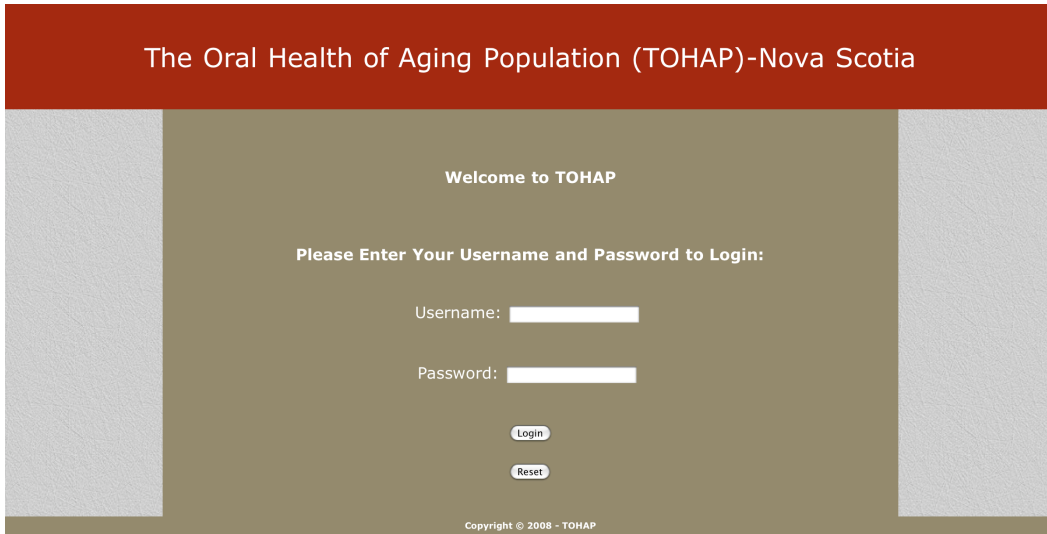 The Oral Health of Aging Population (TOHAP)-Nova Scotia
Welcome to TOHAP
Please Enter Your Username and Password to Login:
Username:
Password:
Login
Reset
Copyright © 2008 - TOHAP